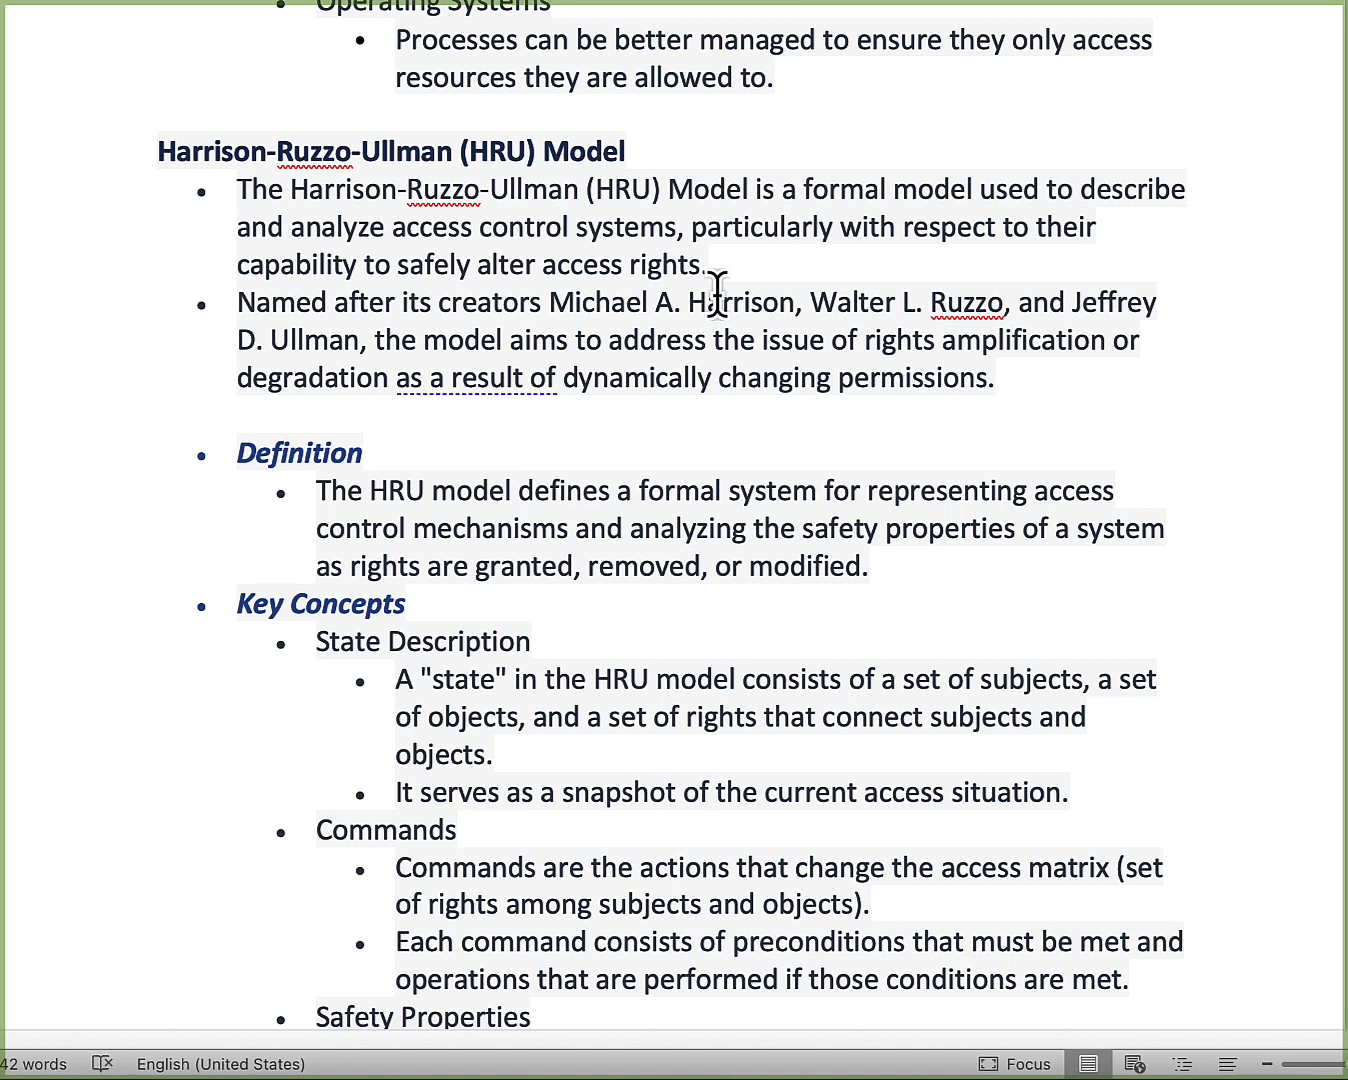 Operating Systems
• Processes can be better managed to ensure they only access
resources they are allowed to.
Harrison-Ruzzo-Ullman (HRU) Model
• The Harrison-Ruzzo-Ullman (HRU) Model is a formal model used to describe
and analyze access control systems, particularly with respect to their
capability to safely alter access rights.
• Named after its creators Michael A. Harrison, Walter L. Ruzzo, and Jeffrey
D. Ullman, the model aims to address the issue of rights amplification or
degradation as a result of dynamically changing permissions.
• Definition
• The HRU model defines a formal system for representing access
control mechanisms and analyzing the safety properties of a system
as rights are granted, removed, or modified.
• Key Concepts
• State Description
• A "state" in the HRU model consists of a set of subjects, a set
of objects, and a set of rights that connect subjects and
objects.
• It serves as a snapshot of the current access situation.
• Commands
• Commands are the actions that change the access matrix (set
of rights among subjects and objects).
• Each command consists of preconditions that must be met and
operations that are performed if those conditions are met.
• Safety Properties
42 words English (United States) Focus